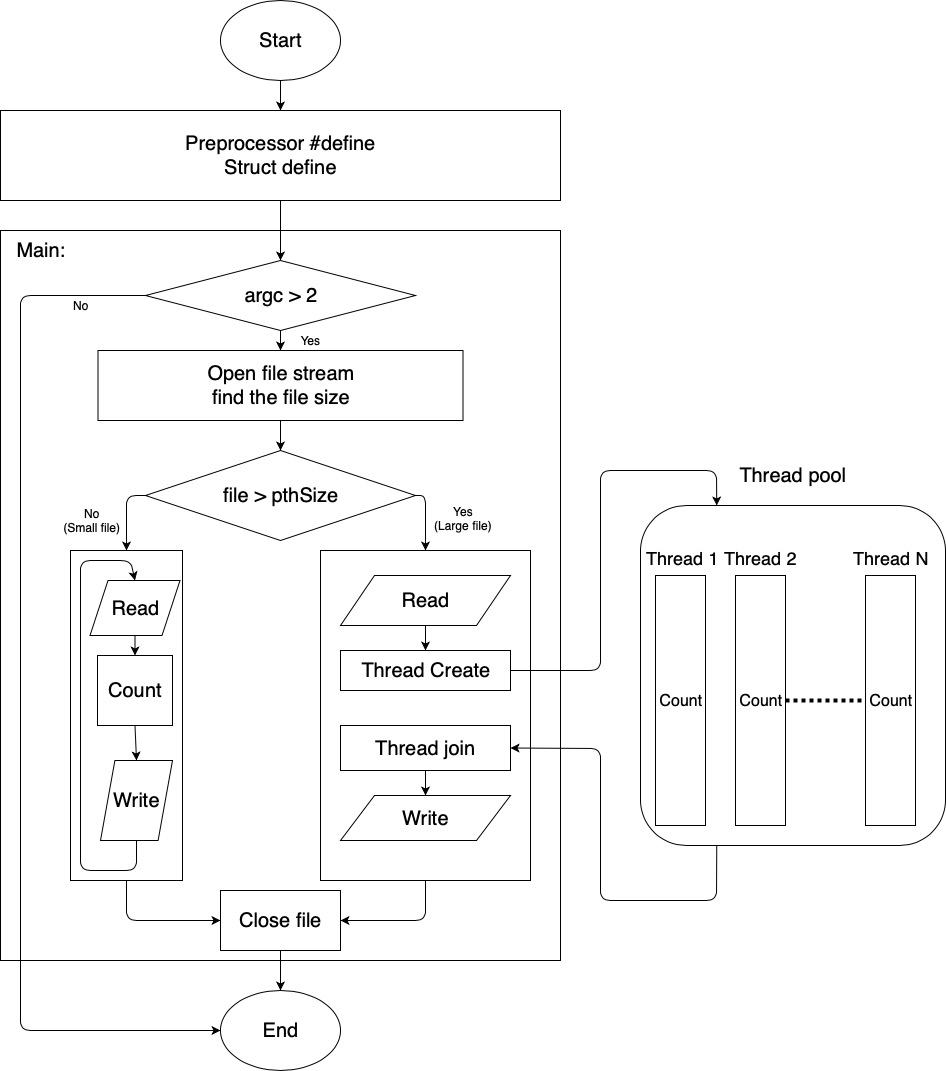 Start
Preprocessor #define
Struct define
Main:
argc > 2
No
Yes
Open file stream
find the file size
file > pthSize
No
(Small file)
Yes
(Large file)
Read
Count
Write
Read
Thread Create
Thread join
Write
Thread pool
Thread 1 Thread 2 Thread N
Count Count Count
Close file
End